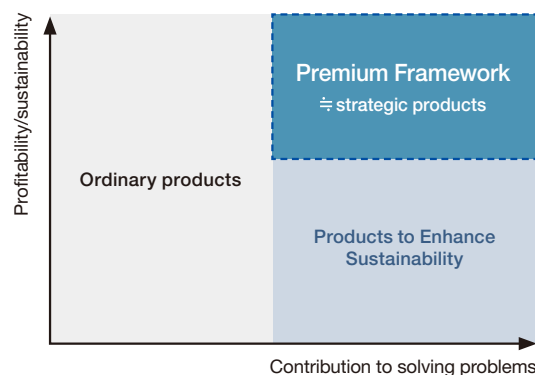 Profitability/sustainability
Premium Framework
≒ strategic products
Ordinary products
Products to Enhance
Sustainability
Contribution to solving problems